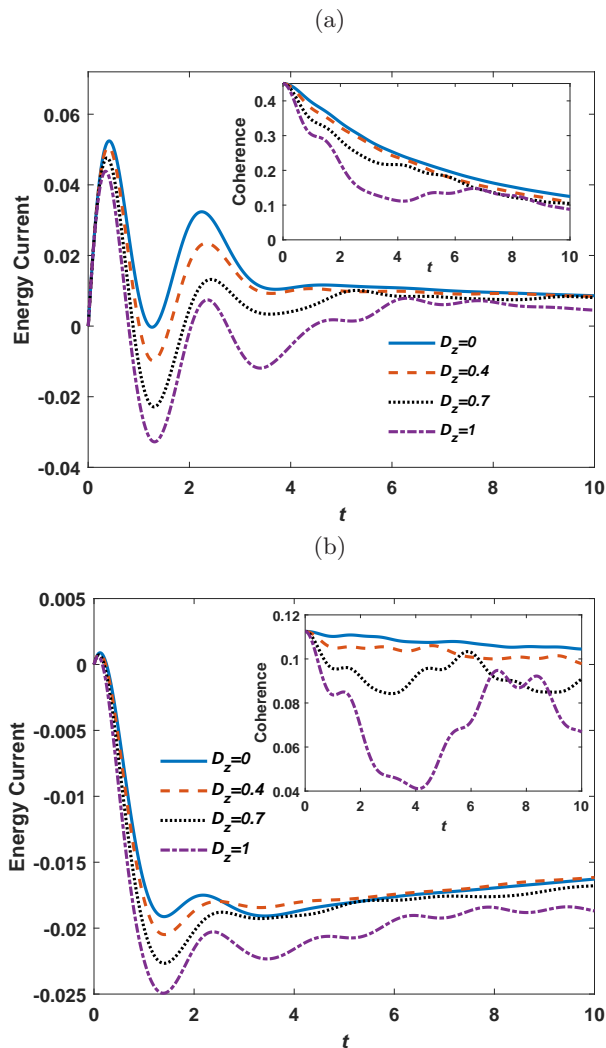 (a)
0.06
0.04
0.02
0
-0.02
-0.04
0
2
4
6
8
10
Energy Current
t
0.4
0.3
0.2
0.1
0
0
2
4
6
8
10
Coherence
t
D_z=0
D_z=0.4
D_z=0.7
D_z=1
(b)
0.005
0
-0.005
-0.01
-0.015
-0.02
-0.025
0
2
4
6
8
10
Energy Current
t
0.12
0.1
0.08
0.06
0.04
0
2
4
6
8
10
Coherence
t
D_z=0
D_z=0.4
D_z=0.7
D_z=1